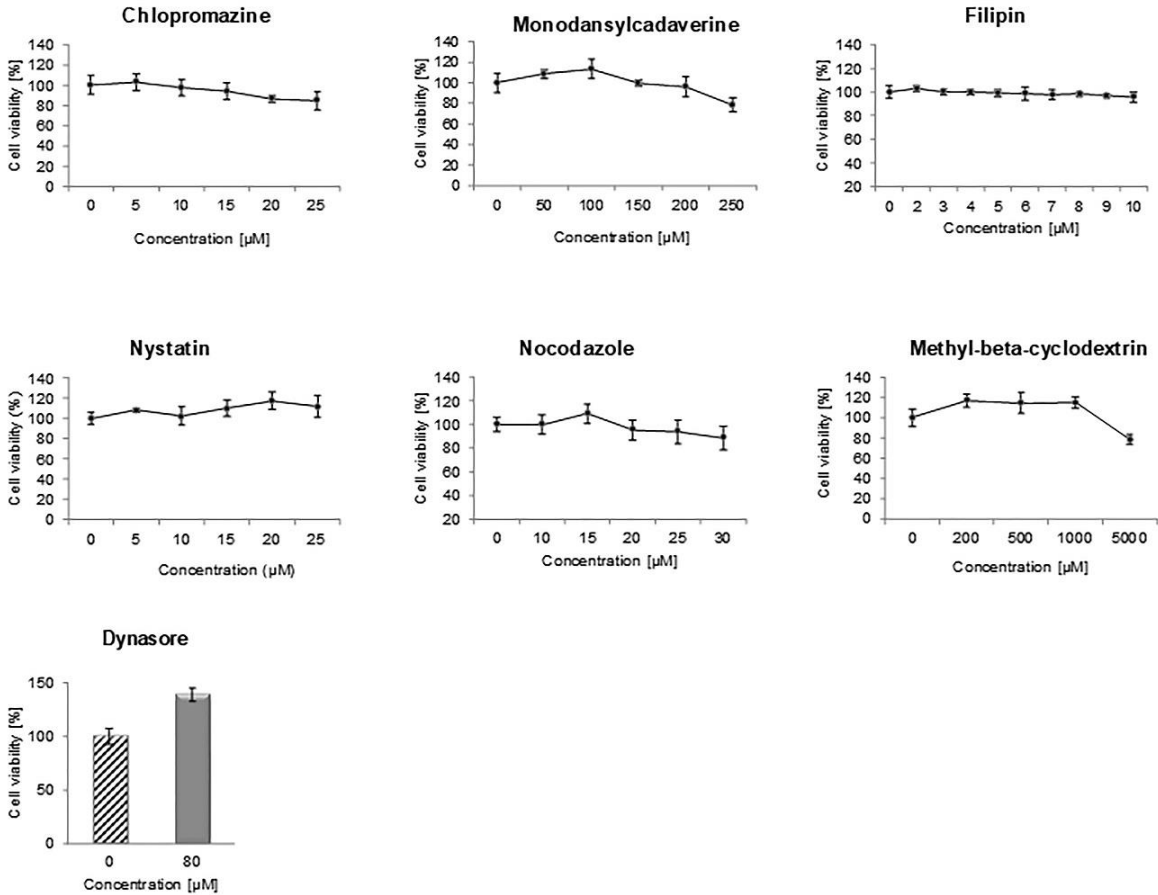 Chlopromazine
Cell viability [%]
140
120
100
80
60
40
20
0
0 5 10 15 20 25
Concentration [µM]
Monodansylcadaverine
Cell viability [%]
140
120
100
80
60
40
20
0
0 50 100 150 200 250
Concentration [µM]
Filipin
Cell viability [%]
140
120
100
80
60
40
20
0 2 3 4 5 6 7 8 9 10
Concentration [µM]
Nystatin
Cell viability (%)
140
120
100
80
60
40
20
0
0 5 10 15 20 25
Concentration (µM)
Nocodazole
Cell viability [%]
140
120
100
80
60
40
20
0 10 15 20 25 30
Concentration [µM]
Methyl-beta-cyclodextrin
Cell viability [%]
140
120
100
80
60
40
20
0
0 200 500 1000 5000
Concentration [µM]
Dynasore
Cell viability [%]
150
100
50
0
0 80
Concentration [µM]